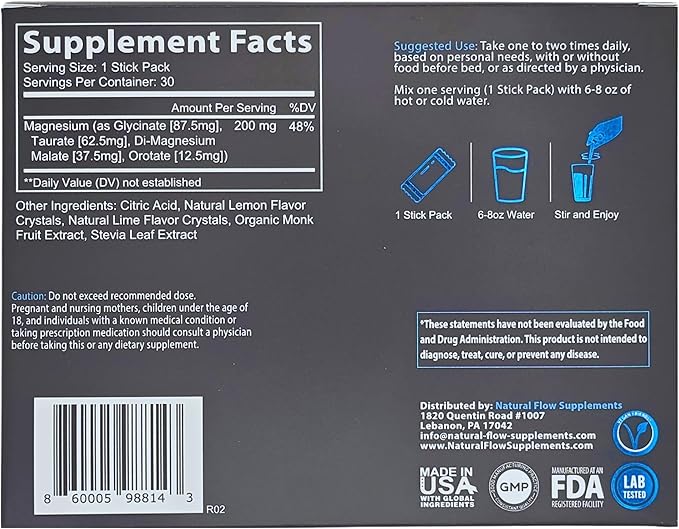 Supplement Facts
Serving Size: 1 Stick Pack
Servings Per Container: 30
Amount Per Serving %DV
Magnesium (as Glycinate [87.5mg], 200 mg 48%
Taurate [62.5mg], Di-Magnesium
Malate [37.5mg], Orotate [12.5mg])
**Daily Value (DV) not established
Other Ingredients: Citric Acid, Natural Lemon Flavor
Crystals, Natural Lime Flavor Crystals, Organic Monk
Fruit Extract, Stevia Leaf Extract
Caution: Do not exceed recommended dose.
Pregnant and nursing mothers, children under the age of
18, and individuals with a known medical condition or
taking prescription medication should consult a physician
before taking this or any dietary supplement.
8 60005 98814 3
R02
Suggested Use: Take one to two times daily,
based on personal needs, with or without
food before bed, or as directed by a physician.
Mix one serving (1 Stick Pack) with 6-8 oz of
hot or cold water.
1 Stick Pack
6-8oz Water
Stir and Enjoy
*These statements have not been evaluated by the Food
and Drug Administration. This product is not intended to
diagnose, treat, cure, or prevent any disease.
Distributed by: Natural Flow Supplements
1820 Quentin Road #1007
Lebanon, PA 17042
info@natural-flow-supplements.com
www.NaturalFlowSupplements.com
VEGAN FRIENDLY
MADE IN
USA
WITH GLOBAL
INGREDIENTS
GOOD MANUFACTURING PRACTICE
GMP
CONSISTANT QUALITY
MANUFACTURED AT AN
FDA
REGISTERED FACILITY
LAB
TESTED